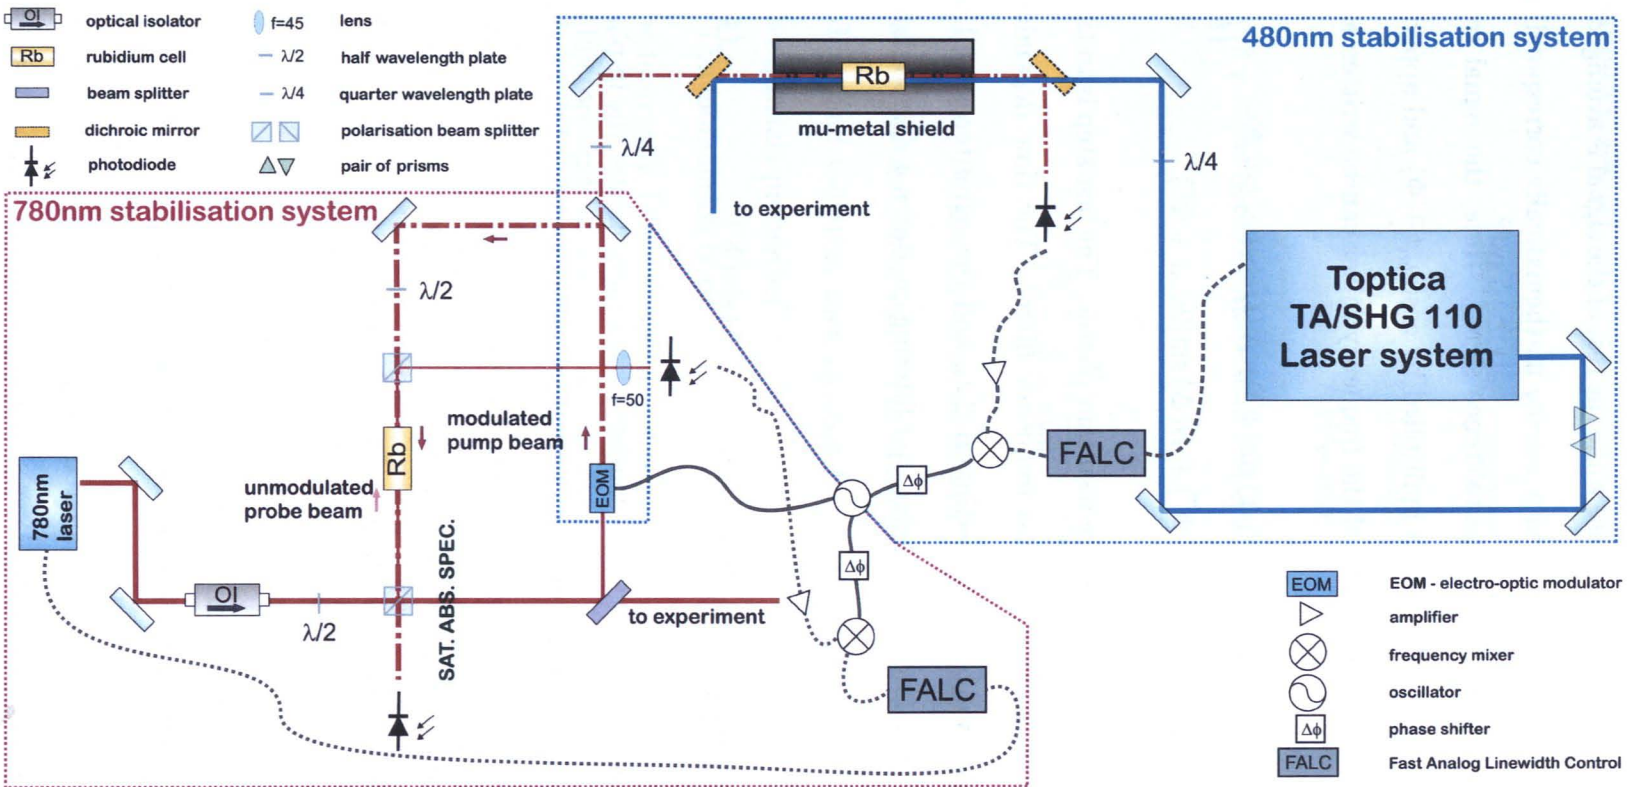 OI
optical isolator
f=45
lens
Rb
rubidium cell
λ/2
half wavelength plate
beam splitter
λ/4
quarter wavelength plate
dichroic mirror
polarisation beam splitter
photodiode
pair of prisms
480nm stabilisation system
Rb
mu-metal shield
λ/4
λ/4
to experiment
780nm stabilisation system
λ/2
Toptica
TA/SHG 110
Laser system
f=50
modulated
pump beam
Rb
EOM
FALC
Δϕ
unmodulated
probe beam
780nm
laser
SAT. ABS. SPEC.
OI
λ/2
to experiment
Δϕ
FALC
EOM
EOM - electro-optic modulator
amplifier
frequency mixer
oscillator
Δϕ
phase shifter
FALC
Fast Analog Linewidth Control